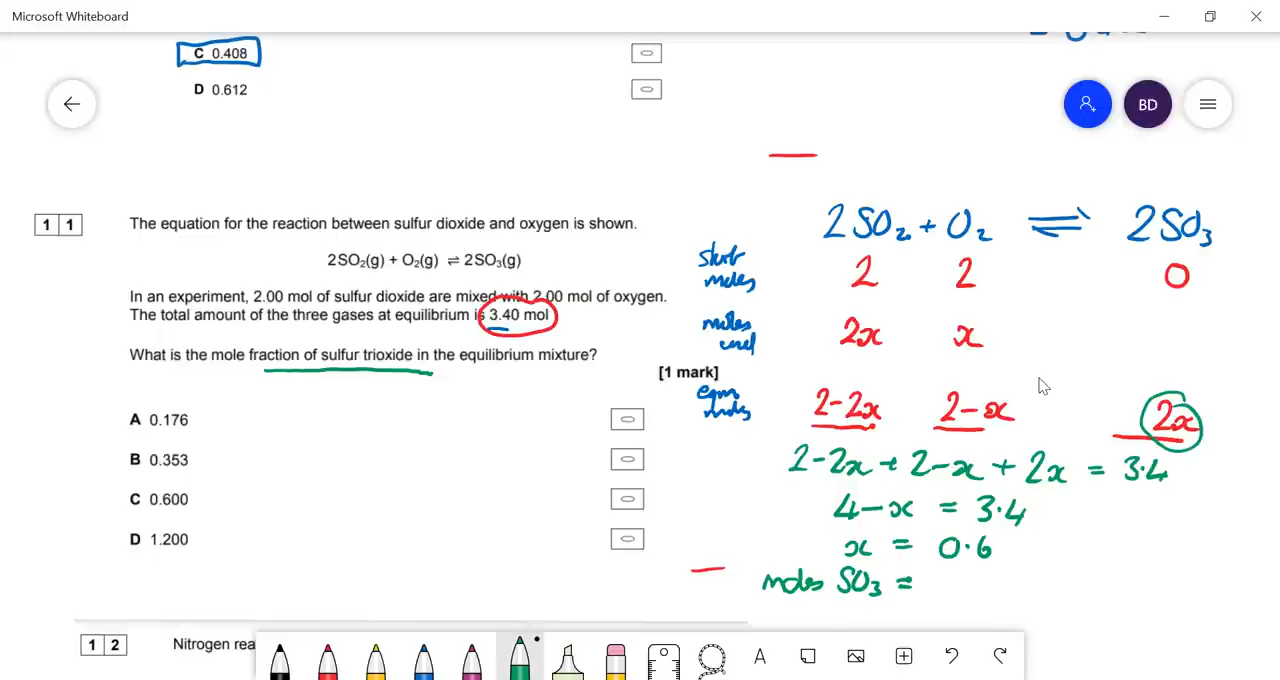 Microsoft Whiteboard
C 0.408
D 0.612
BD
1 1
The equation for the reaction between sulfur dioxide and oxygen is shown.
2SO₂(g) + O₂(g) ⇌ 2SO₃(g)
In an experiment, 2.00 mol of sulfur dioxide are mixed with 2.00 mol of oxygen.
The total amount of the three gases at equilibrium is 3.40 mol
What is the mole fraction of sulfur trioxide in the equilibrium mixture?
[1 mark]
A 0.176
B 0.353
C 0.600
D 1.200
2SO₂ + O₂ ⇌ 2SO₃
start moles 2 2 0
moles used 2x x
eqm moles 2-2x 2-x 2x
2-2x + 2-x + 2x = 3.4
4-x = 3.4
x = 0.6
moles SO₃ =
1 2
Nitrogen rea
A